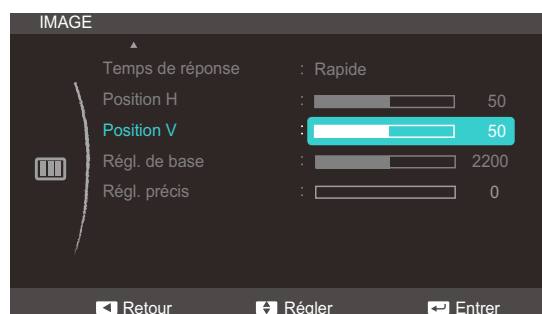 IMAGE
Temps de réponse : Rapide
Position H : 50
Position V : 50
Régl. de base : 2200
Régl. précis : 0
Retour Régler Entrer